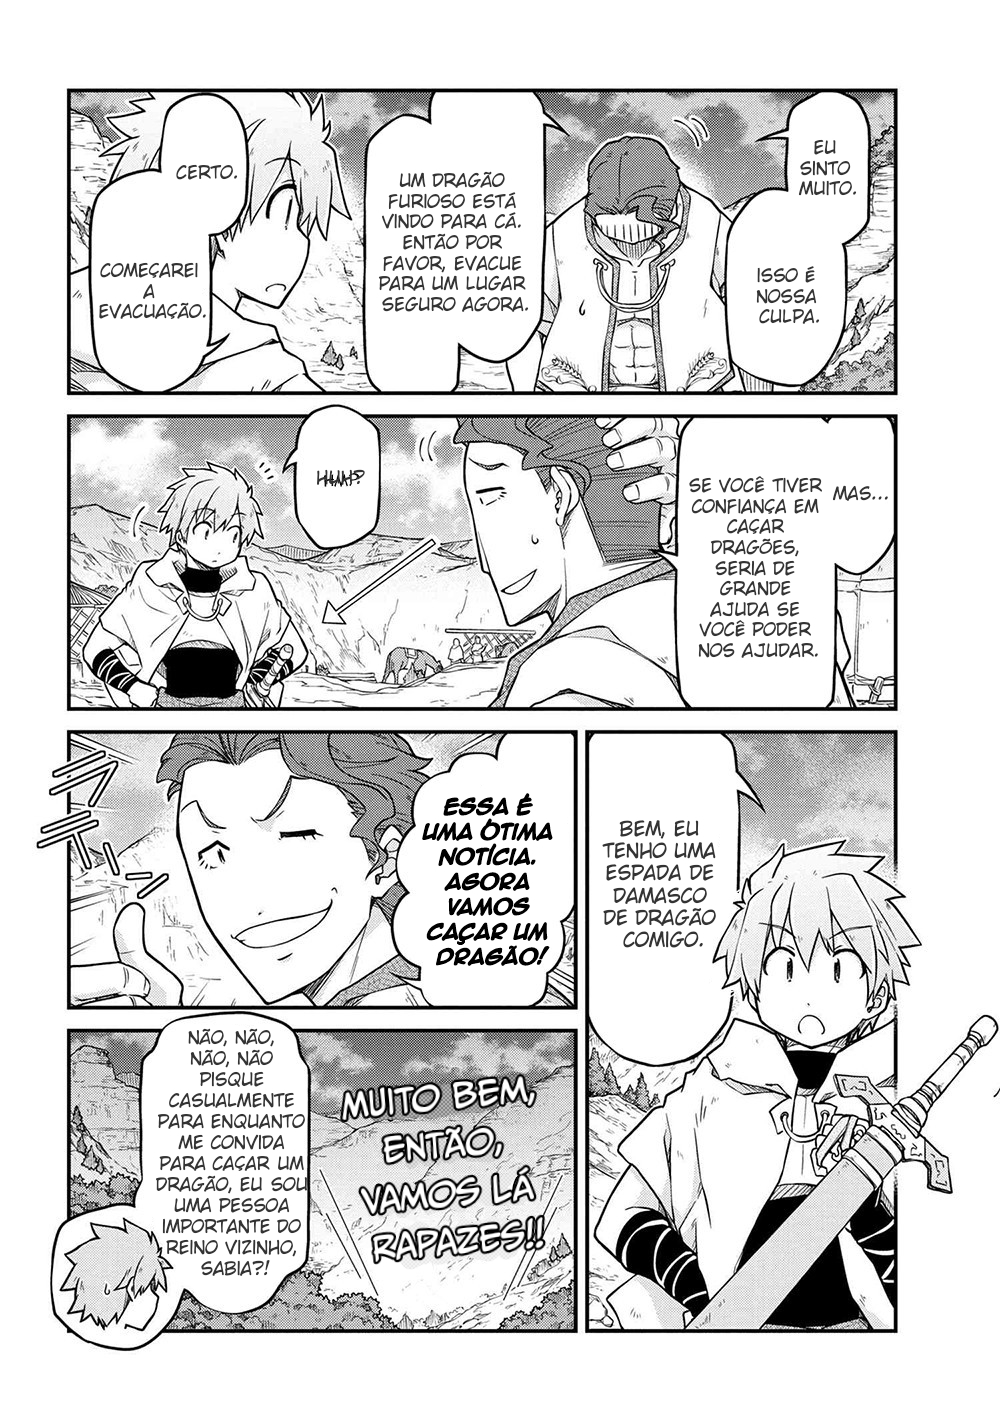 EU
SINTO
MUITO.
ISSO É
NOSSA
CULPA.
UM DRAGÃO
FURIOSO ESTÁ
VINDO PARA CÁ.
ENTÃO POR
FAVOR, EVACUE
PARA UM LUGAR
SEGURO AGORA.
CERTO.
COMEÇAREI
A
EVACUAÇÃO.
MAS...
SE VOCÊ TIVER
CONFIANÇA EM
CAÇAR
DRAGÕES,
SERIA DE
GRANDE
AJUDA SE
VOCÊ PODER
NOS AJUDAR.
BEM, EU
TENHO UMA
ESPADA DE
DAMASCO
DE DRAGÃO
COMIGO.
ESSA É
UMA ÓTIMA
NOTÍCIA.
AGORA
VAMOS
CAÇAR UM
DRAGÃO!
MUITO BEM,
ENTÃO,
VAMOS LÁ
RAPAZES!!
NÃO, NÃO,
NÃO, NÃO
PISQUE
CASUALMENTE
PARA ENQUANTO
ME CONVIDA
PARA CAÇAR UM
DRAGÃO, EU SOU
UMA PESSOA
IMPORTANTE DO
REINO VIZINHO,
SABIA?!